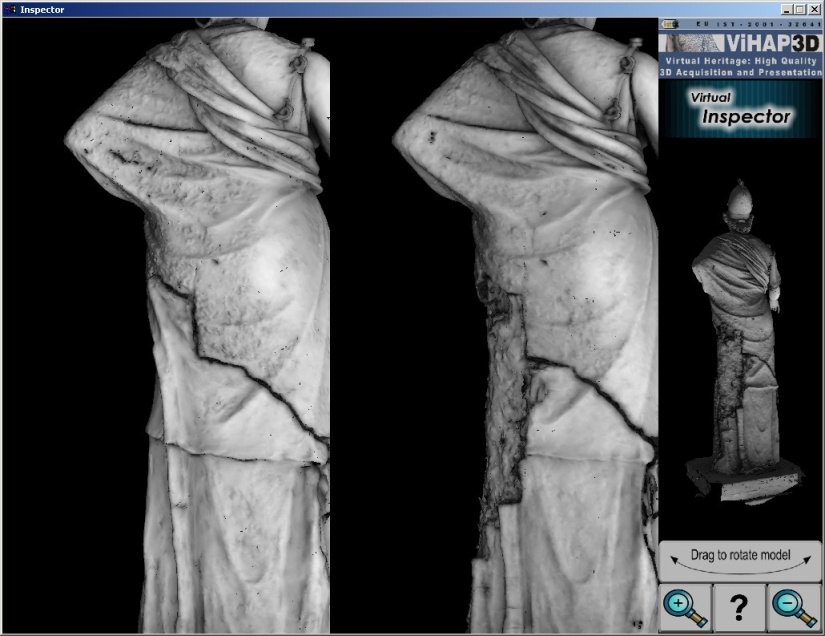 Inspector
EU IST-2001-32641
ViHAP3D
Virtual Heritage: High Quality
3D Acquisition and Presentation
Virtual
Inspector
Drag to rotate model
+
?
-